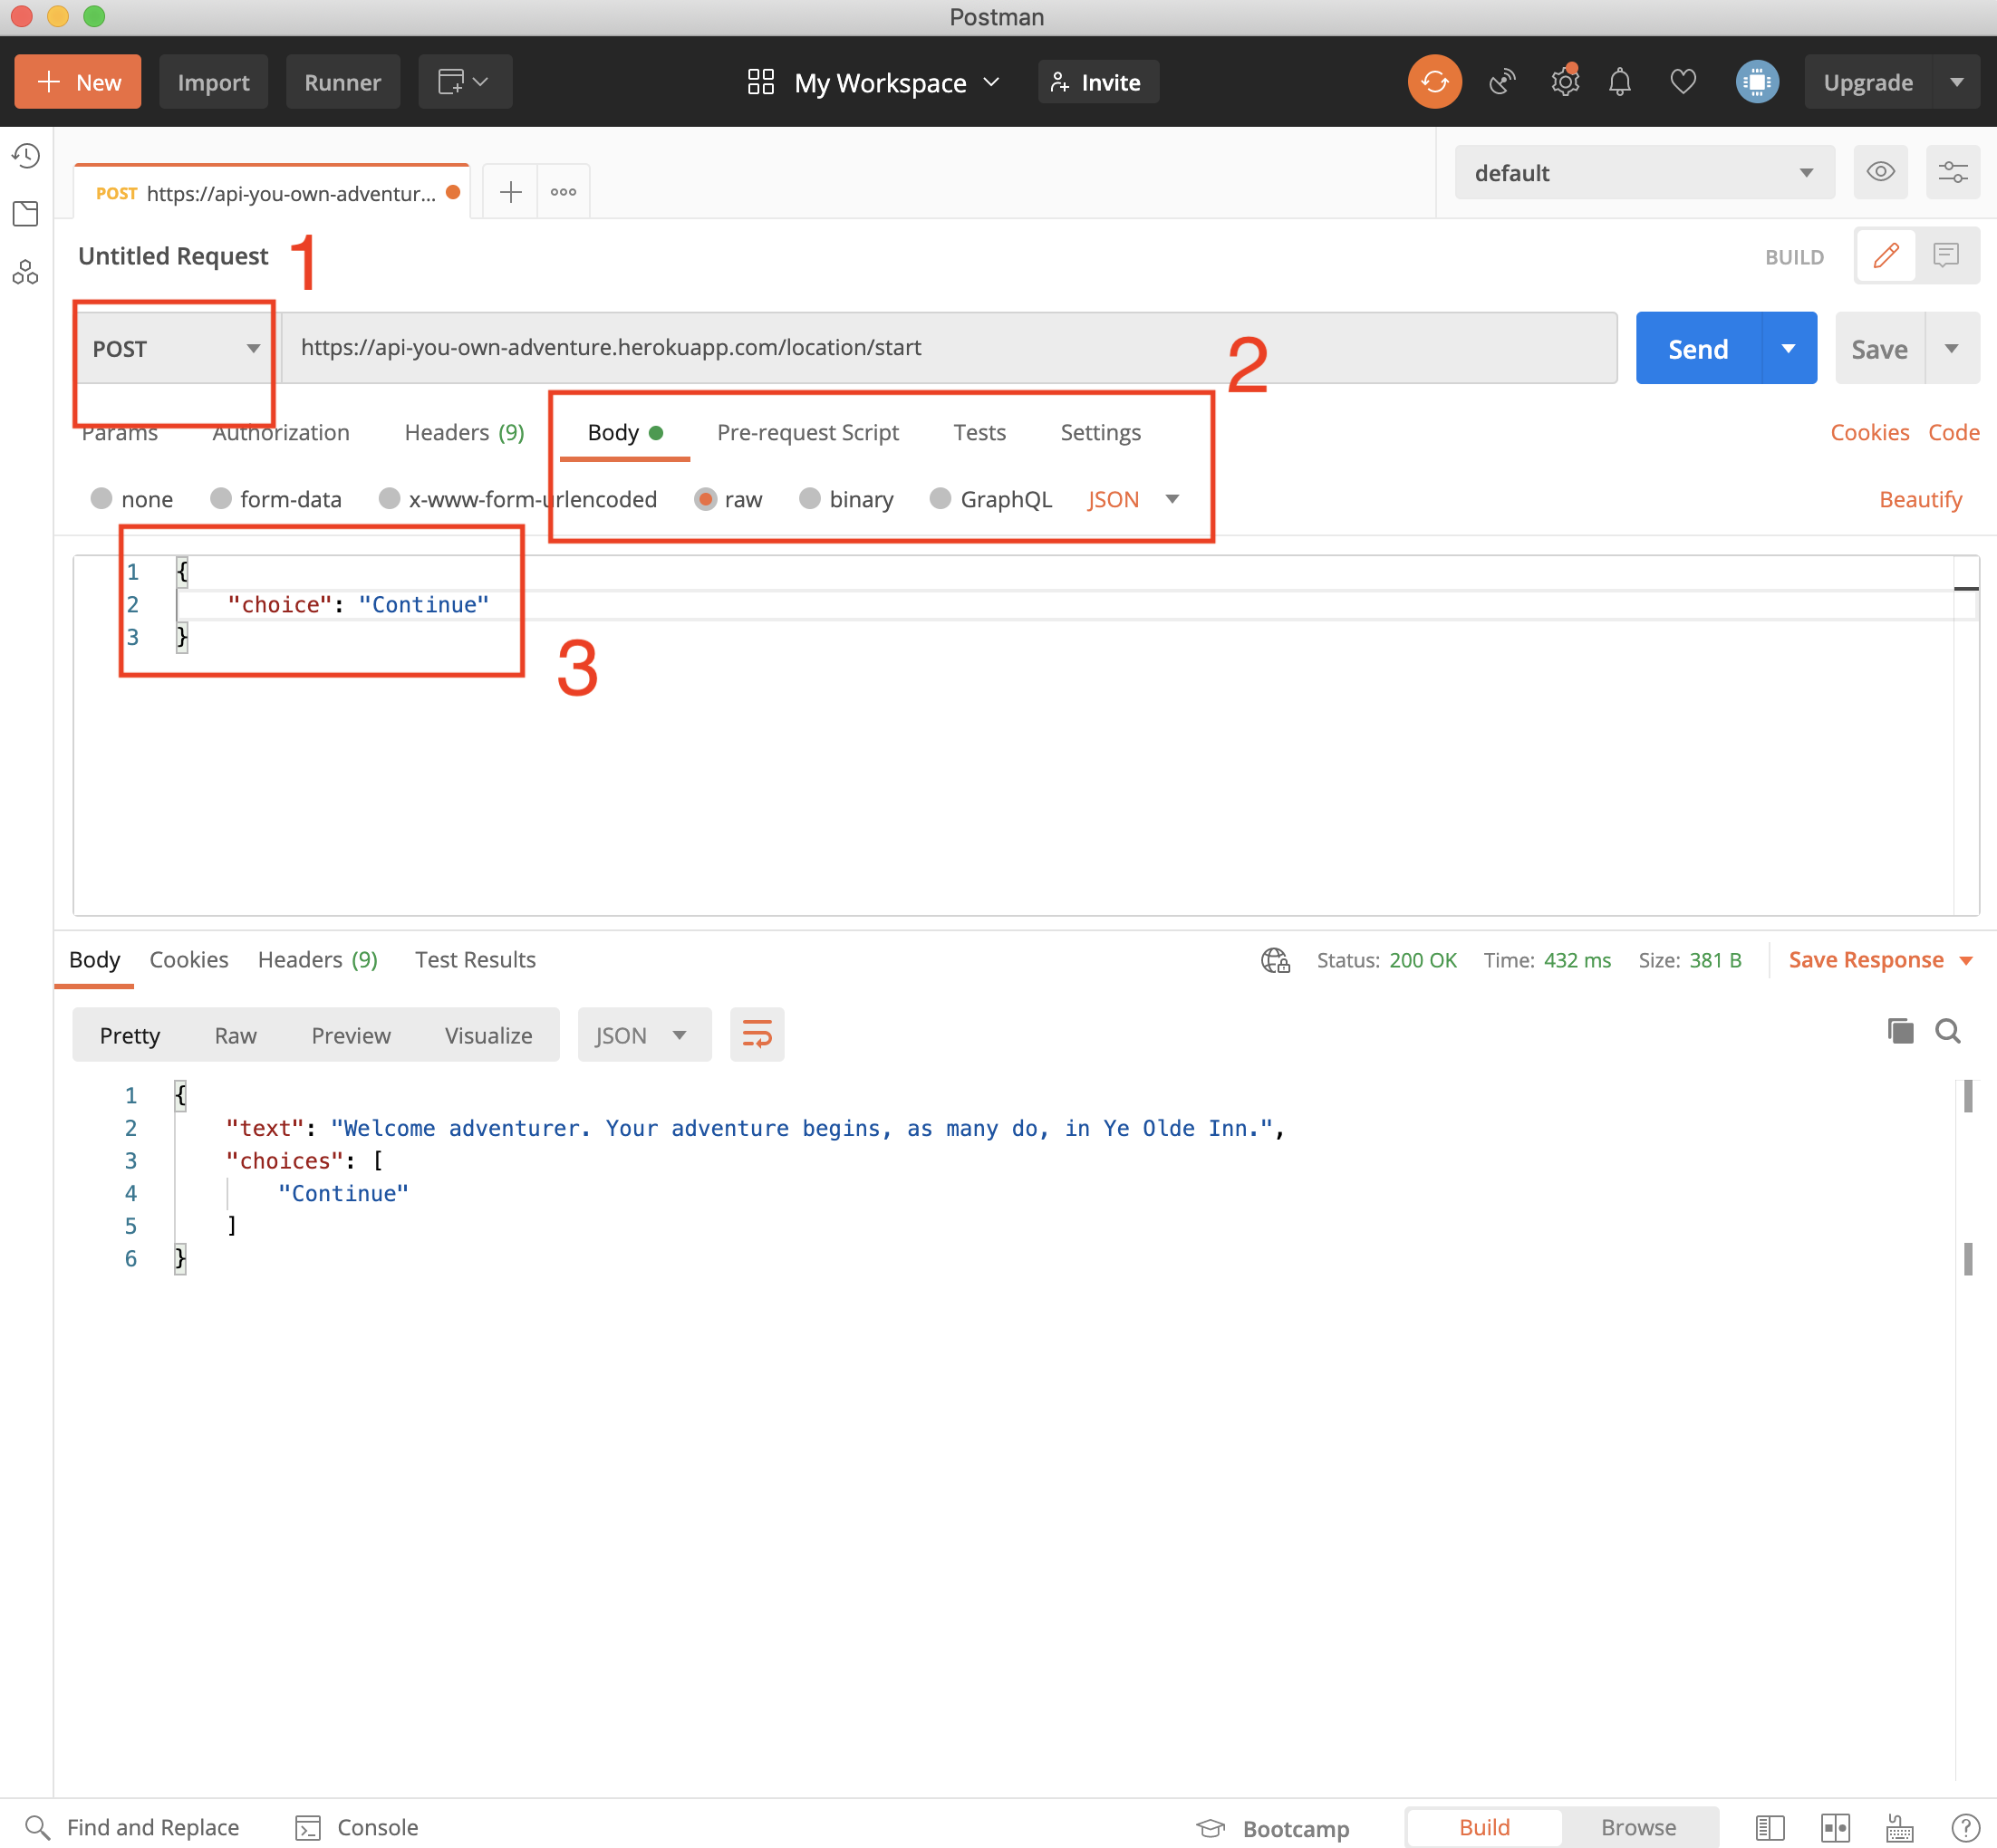 Postman
New Import Runner My Workspace Invite Upgrade
POST https://api-you-own-adventur... default
Untitled Request 1 BUILD
POST https://api-you-own-adventure.herokuapp.com/location/start 2 Send Save
Params Authorization Headers (9) Body Pre-request Script Tests Settings Cookies Code
none form-data x-www-form-urlencoded raw binary GraphQL JSON Beautify
1 {
2 "choice": "Continue"
3 }
3
Body Cookies Headers (9) Test Results Status: 200 OK Time: 432 ms Size: 381 B Save Response
Pretty Raw Preview Visualize JSON
1 {
2 "text": "Welcome adventurer. Your adventure begins, as many do, in Ye Olde Inn.",
3 "choices": [
4 "Continue"
5 ]
6 }
Find and Replace Console Bootcamp Build Browse